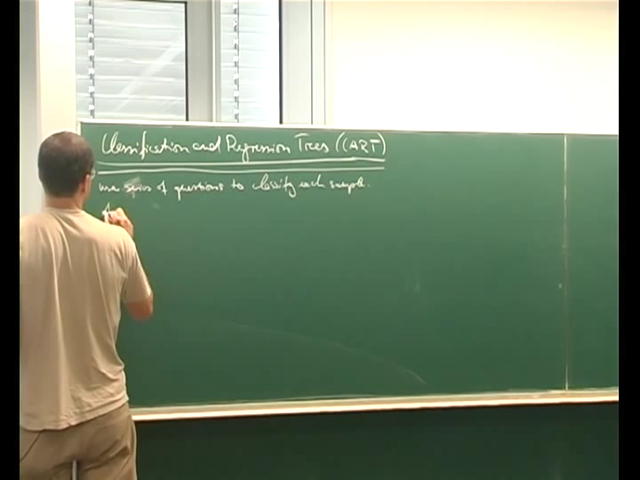 Classification and Regression Trees (CART)
use series of questions to classify each sample.